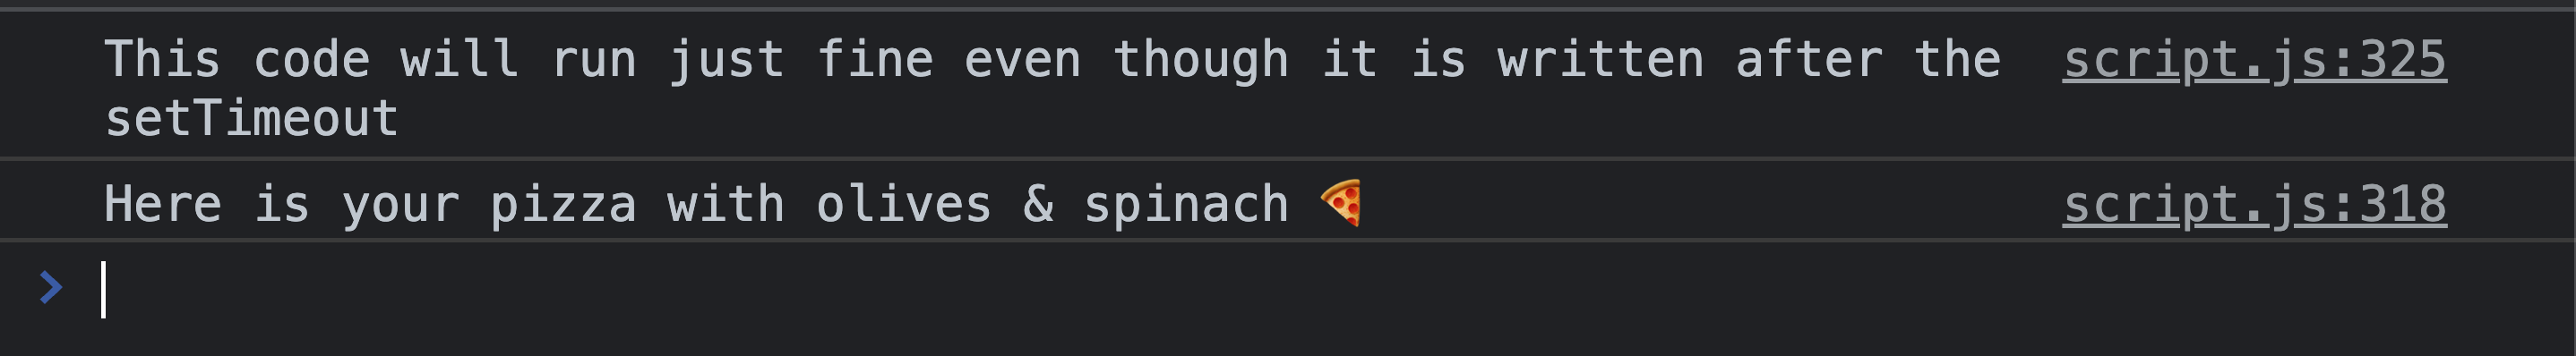 This code will run just fine even though it is written after the script.js:325
setTimeout
Here is your pizza with olives & spinach 🍕 script.js:318
>